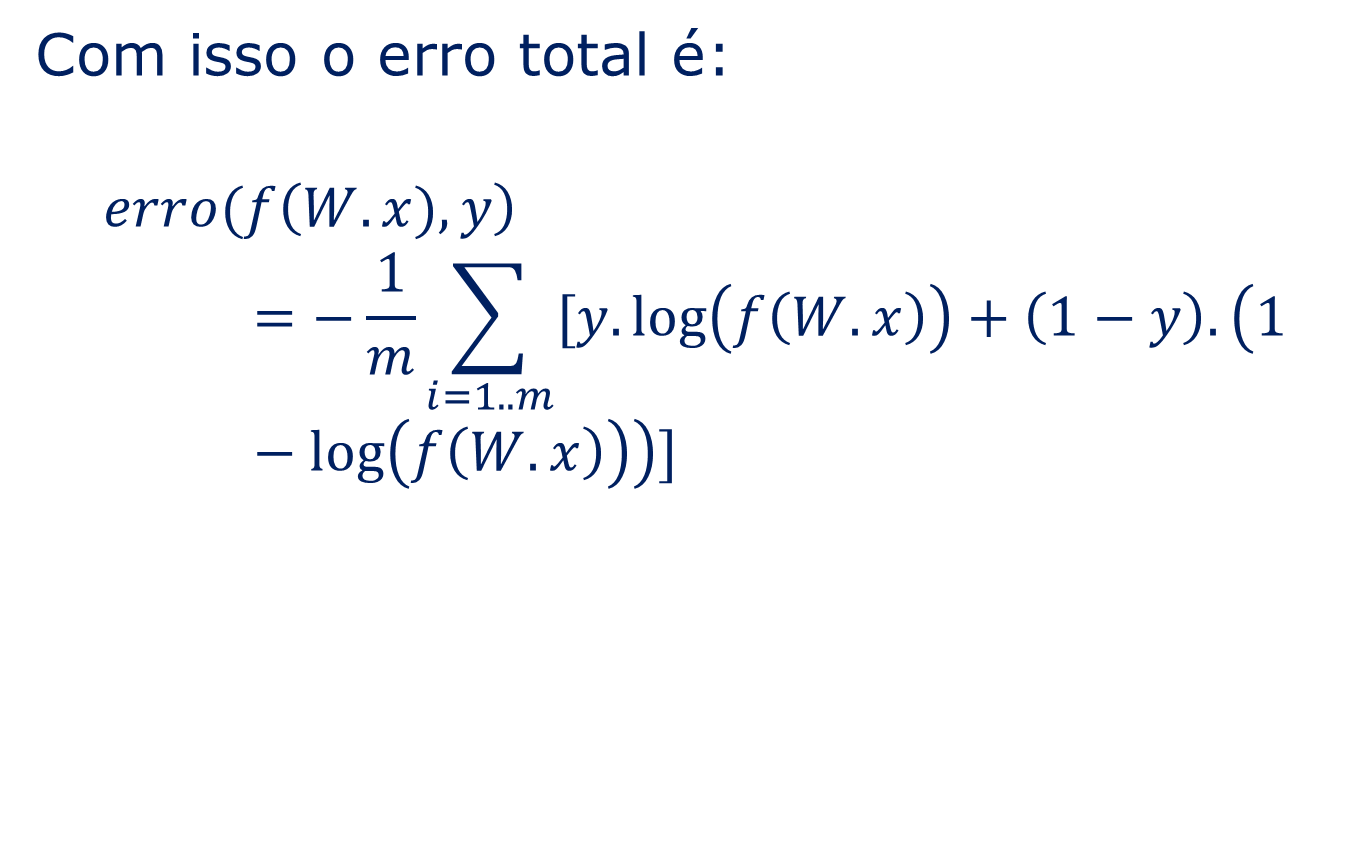 Com isso o erro total é:
erro(f(W.x),y)
= −1/m ∑i=1..m [y.log(f(W.x)) + (1 − y).(1
− log(f(W.x)))]